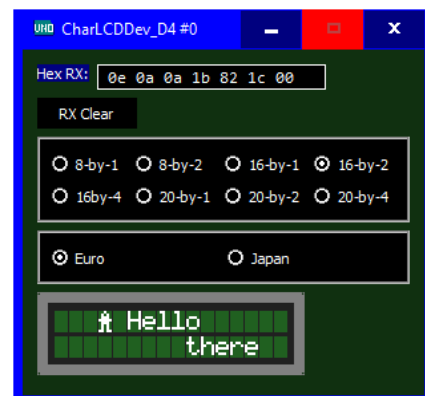 UNO CharLCDDev_D4 #0
Hex RX: 0e 0a 0a 1b 82 1c 00
RX Clear
8-by-1 8-by-2 16-by-1 16-by-2
16by-4 20-by-1 20-by-2 20-by-4
Euro Japan
Hello
there